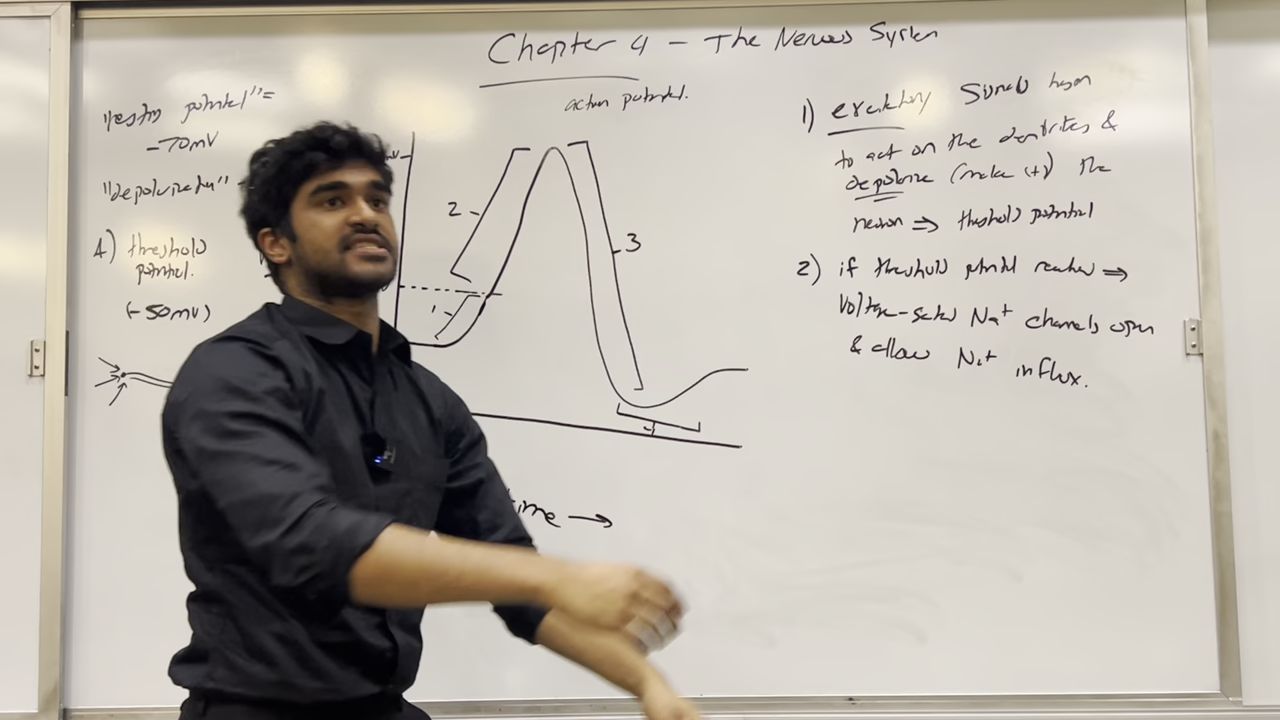 Chapter 4 - The Nervous System
action potential.
"resting potential" =
-70mV
"depolarization"
4) threshold
potential.
(-50mV)
2
3
1
4
time →
1) excitatory signals begin
to act on the dendrites &
depolarize (make (+)) the
neuron ⇒ threshold potential
2) if threshold potential reached ⇒
Voltage-gated Na+ channels open
& allow Na+ influx.